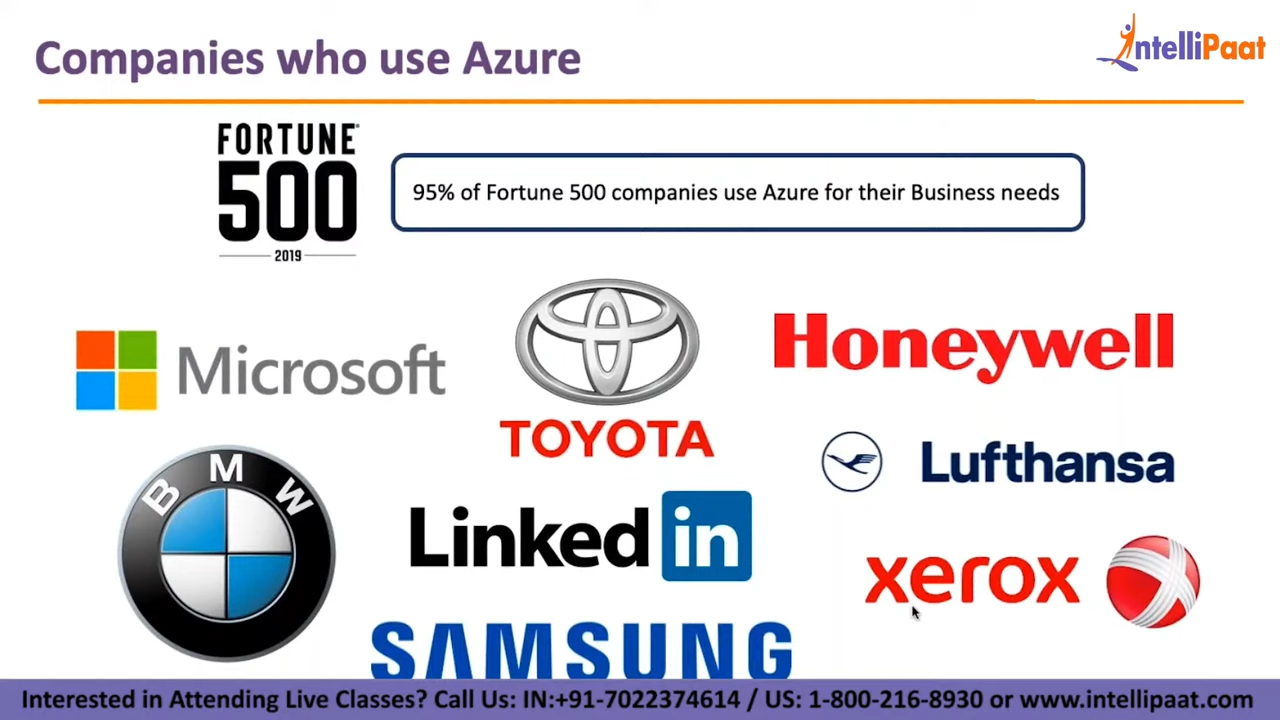 Companies who use Azure
IntelliPaat
FORTUNE
500
2019
95% of Fortune 500 companies use Azure for their Business needs
Microsoft
TOYOTA
Honeywell
Lufthansa
BMW
Linked in
xerox
SAMSUNG
Interested in Attending Live Classes? Call Us: IN:+91-7022374614 / US: 1-800-216-8930 or www.intellipaat.com